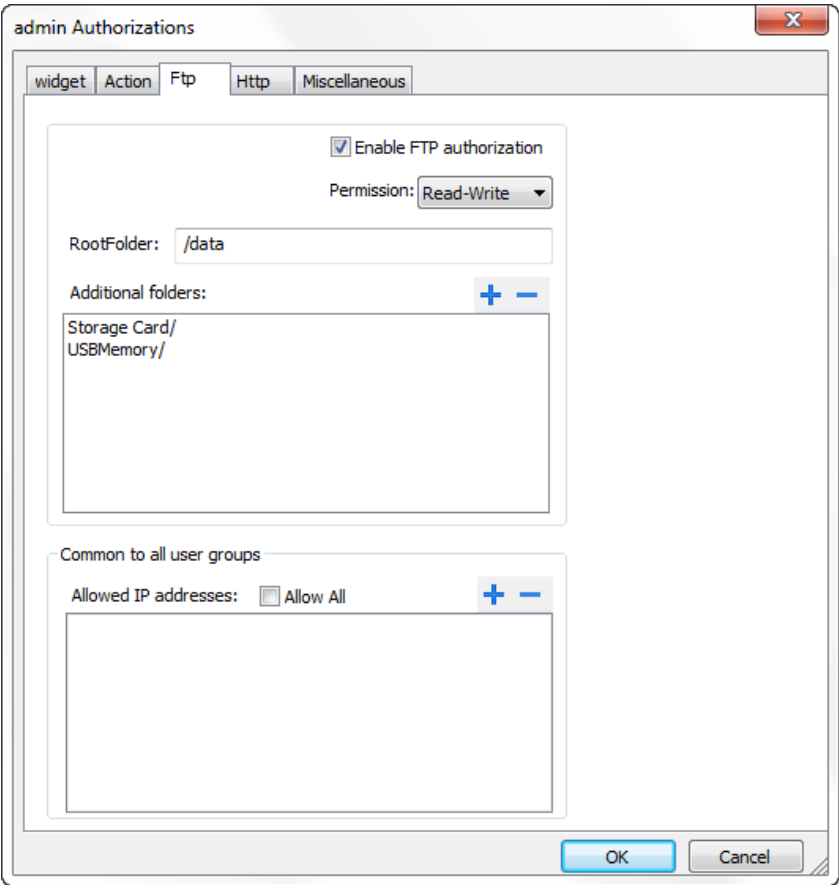 admin Authorizations
widget Action Ftp Http Miscellaneous
Enable FTP authorization
Permission: Read-Write
RootFolder: /data
Additional folders:
Storage Card/
USBMemory/
Common to all user groups
Allowed IP addresses: Allow All
OK Cancel